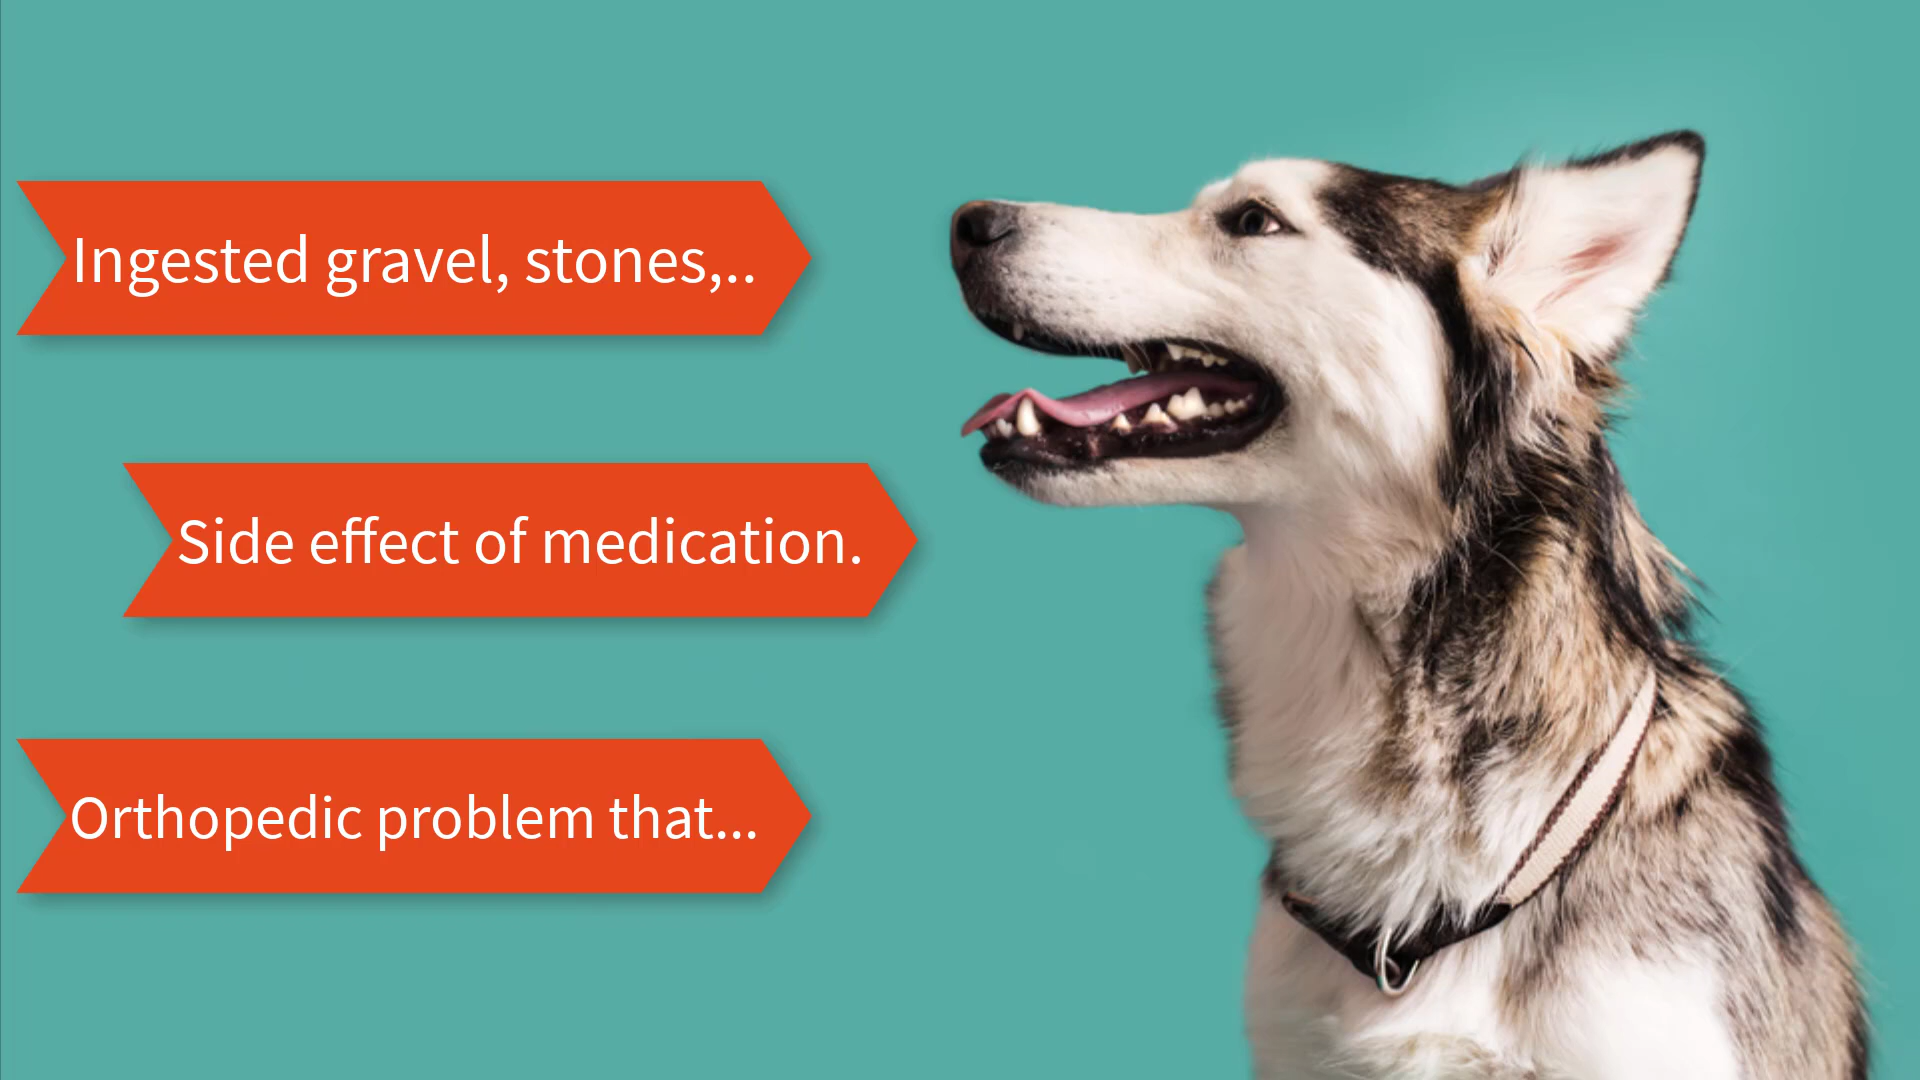 Ingested gravel, stones,..
Side effect of medication.
Orthopedic problem that...